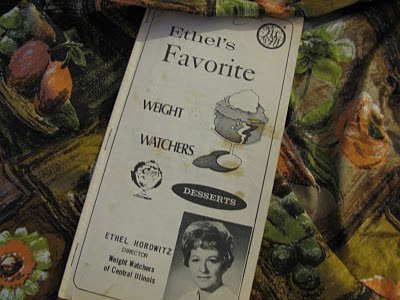 Ethel's
Favorite
WEIGHT
WATCHERS
DESSERTS
ETHEL HOROWITZ
DIRECTOR
Weight Watchers
of Central Illinois